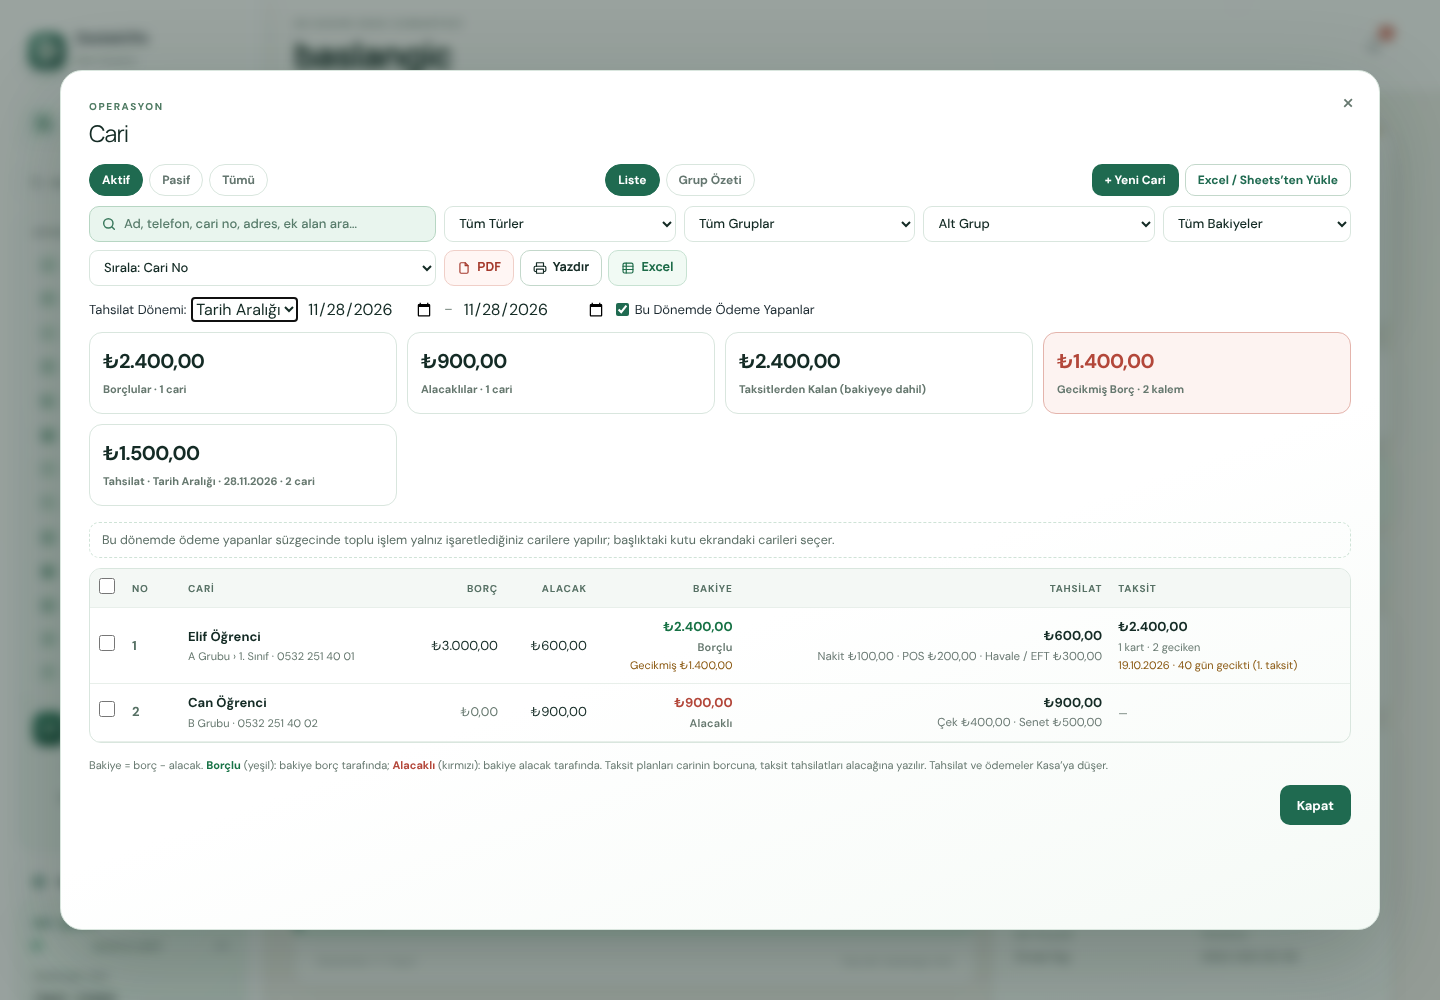 baslangic
OPERASYON
×
Cari
Aktif Pasif Tümü Liste Grup Özeti + Yeni Cari Excel / Sheets'ten Yükle
Ad, telefon, cari no, adres, ek alan ara... Tüm Türler Tüm Gruplar Alt Grup Tüm Bakiyeler
Sırala: Cari No PDF Yazdır Excel
Tahsilat Dönemi: Tarih Aralığı 11/28/2026 – 11/28/2026 Bu Dönemde Ödeme Yapanlar
₺2.400,00 ₺900,00 ₺2.400,00 ₺1.400,00
Borçlular · 1 cari Alacaklılar · 1 cari Taksitlerden Kalan (bakiyeye dahil) Gecikmiş Borç · 2 kalem
₺1.500,00
Tahsilat · Tarih Aralığı · 28.11.2026 · 2 cari
Bu dönemde ödeme yapanlar süzgecinde toplu işlem yalnız işaretlediğiniz carilere yapılır; başlıktaki kutu ekrandaki carileri seçer.
NO CARİ BORÇ ALACAK BAKİYE TAHSİLAT TAKSİT
1 Elif Öğrenci ₺3.000,00 ₺600,00 ₺2.400,00 ₺600,00 ₺2.400,00
A Grubu › 1. Sınıf · 0532 251 40 01 Borçlu Nakit ₺100,00 · POS ₺200,00 · Havale / EFT ₺300,00 1 kart · 2 geciken
Gecikmiş ₺1.400,00 19.10.2026 · 40 gün gecikti (1. taksit)
2 Can Öğrenci ₺0,00 ₺900,00 ₺900,00 ₺900,00 —
B Grubu · 0532 251 40 02 Alacaklı Çek ₺400,00 · Senet ₺500,00
Bakiye = borç − alacak. Borçlu (yeşil): bakiye borç tarafında; Alacaklı (kırmızı): bakiye alacak tarafında. Taksit planları carinin borcuna, taksit tahsilatları alacağına yazılır. Tahsilat ve ödemeler Kasa'ya düşer.
Kapat